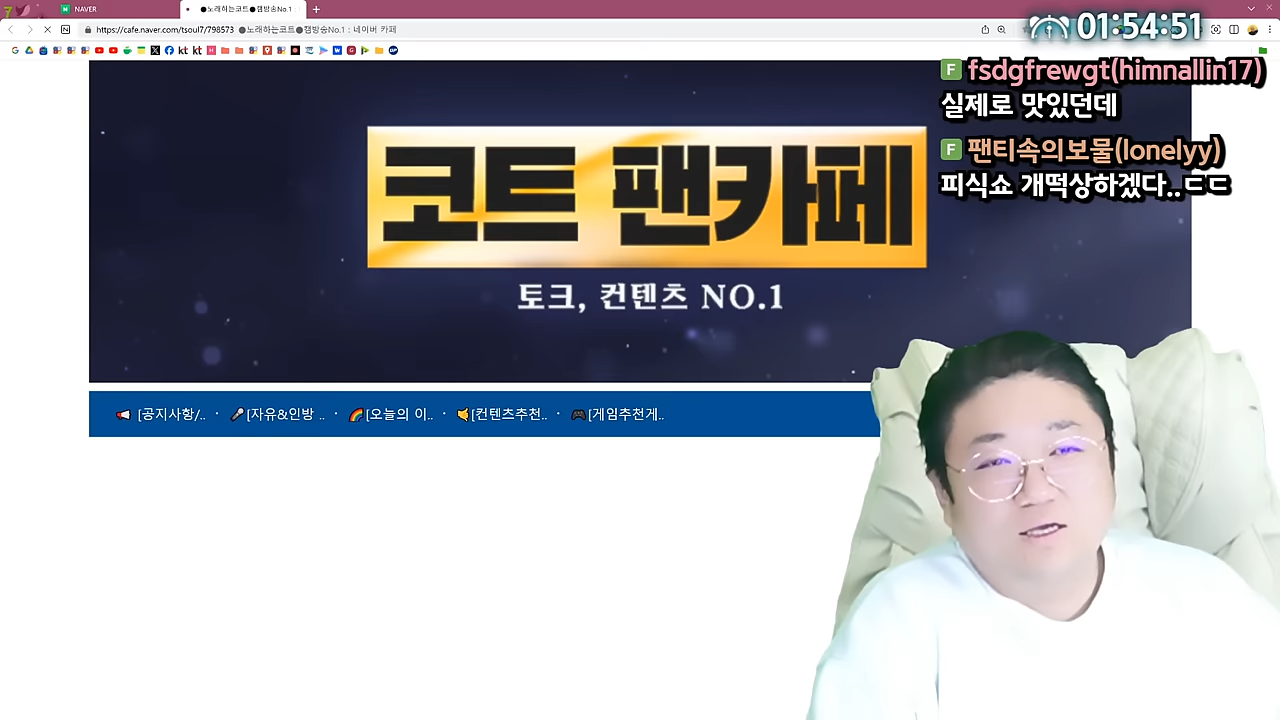 NAVER
●노래하는코트●캠방송No.1
01:54:51
https://cafe.naver.com/tsoul7/798573 ●노래하는코트●캠방송No.1 : 네이버 카페
kt kt
F fsdgfrewgt(himnallin17)
실제로 맛있던데
F 팬티속의보물(lonelyy)
피식쇼 개떡상하겠다..ㄷㄷ
코트 팬카페
토크, 컨텐츠 NO.1
[공지사항/.. · [자유&인방 .. · [오늘의 이.. · [컨텐츠추천.. · [게임추천게..